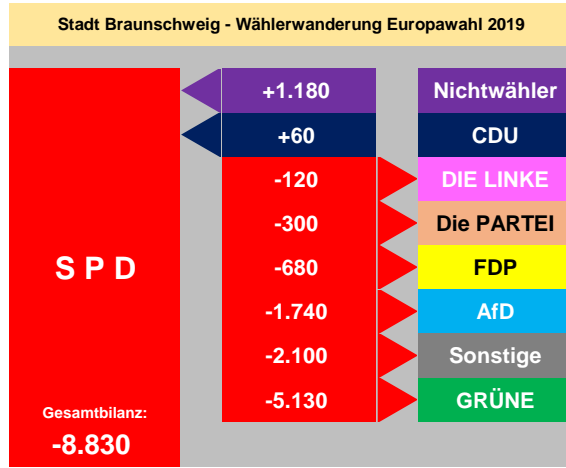 Stadt Braunschweig - Wählerwanderung Europawahl 2019
+1.180 Nichtwähler
+60 CDU
-120 DIE LINKE
-300 Die PARTEI
S P D -680 FDP
-1.740 AfD
-2.100 Sonstige
-5.130 GRÜNE
Gesamtbilanz:
-8.830